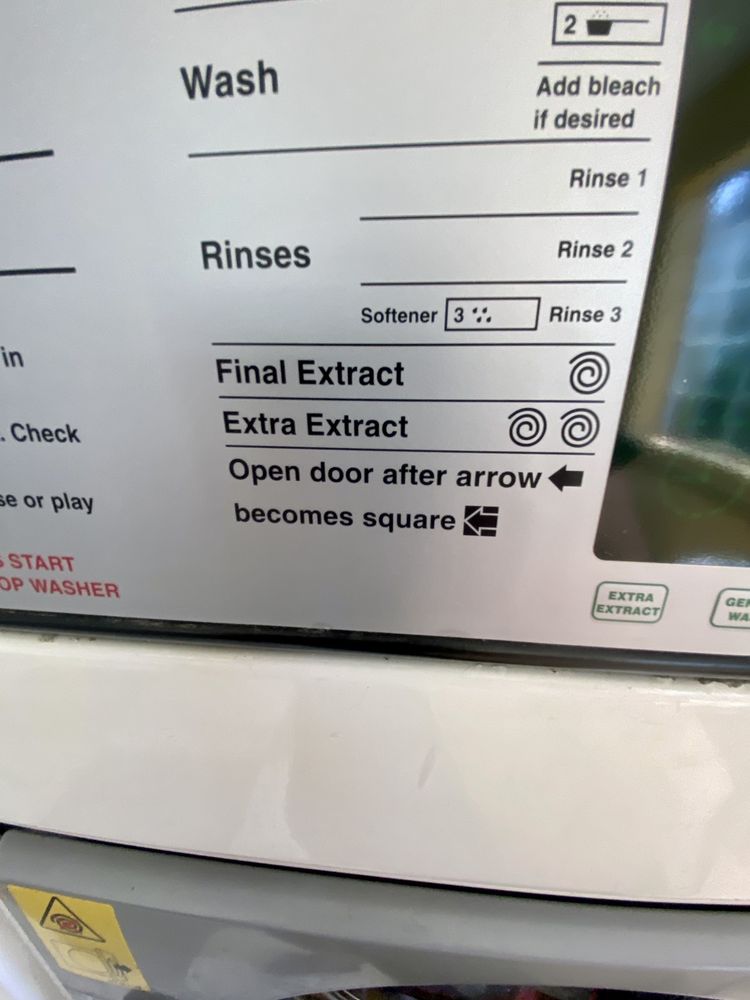 2
Wash
Add bleach
if desired
Rinse 1
Rinses
Rinse 2
Softener 3 Rinse 3
in
Final Extract
. Check
Extra Extract
Open door after arrow
se or play
becomes square
START
OP WASHER
EXTRA
EXTRACT